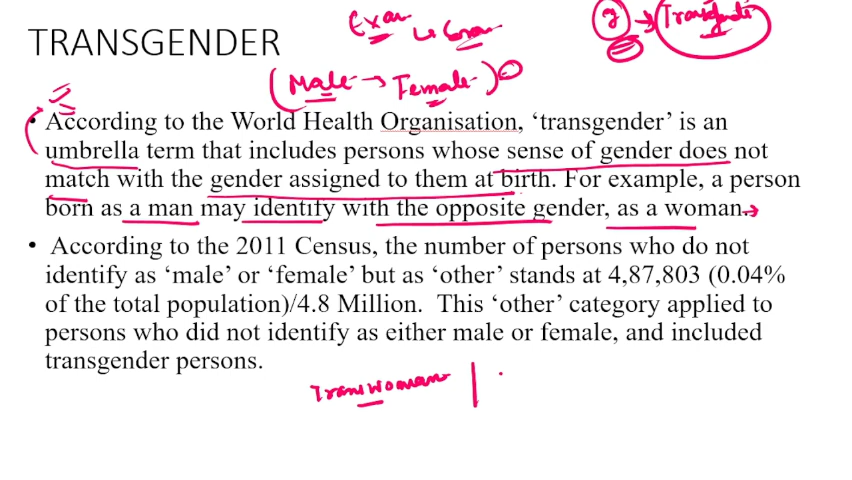 TRANSGENDER
(Male → Female)
• According to the World Health Organisation, ‘transgender’ is an
umbrella term that includes persons whose sense of gender does not
match with the gender assigned to them at birth. For example, a person
born as a man may identify with the opposite gender, as a woman.
• According to the 2011 Census, the number of persons who do not
identify as ‘male’ or ‘female’ but as ‘other’ stands at 4,87,803 (0.04%
of the total population)/4.8 Million. This ‘other’ category applied to
persons who did not identify as either male or female, and included
transgender persons.
Transwoman